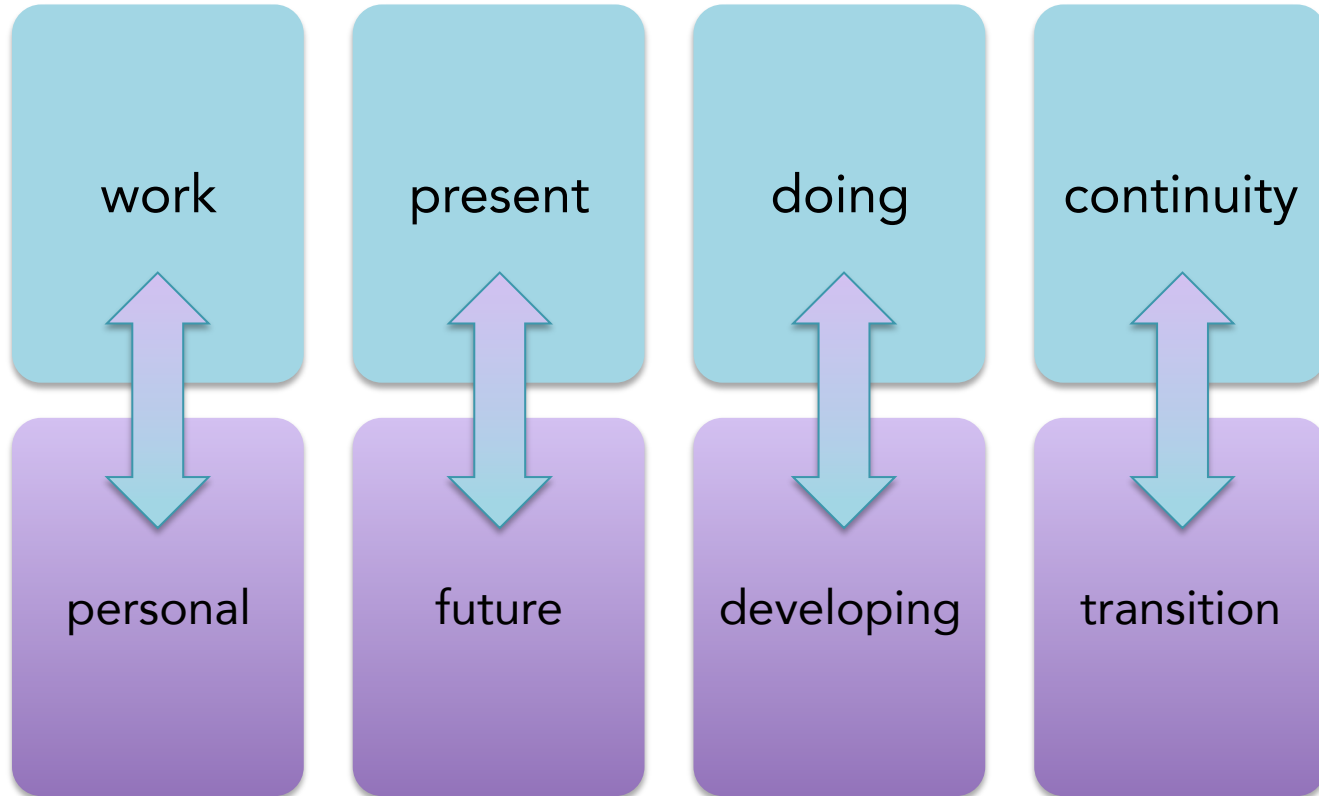 work
present
doing
continuity
personal
future
developing
transition